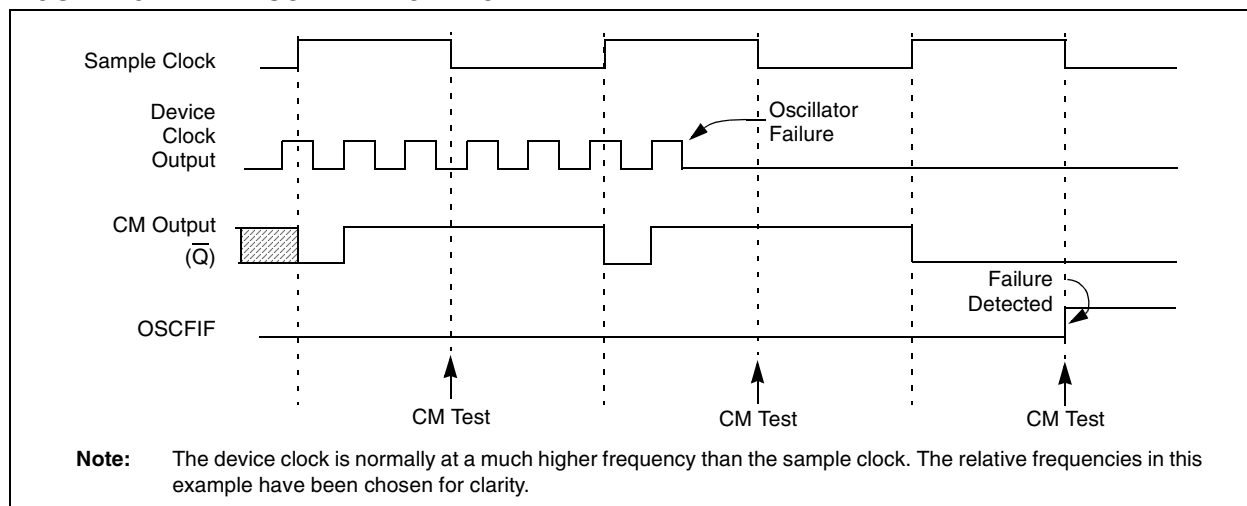 Sample Clock
Device
Clock
Output
Oscillator
Failure
CM Output
(Q)
Failure
Detected
OSCFIF
CM Test
CM Test
CM Test
Note: The device clock is normally at a much higher frequency than the sample clock. The relative frequencies in this
example have been chosen for clarity.